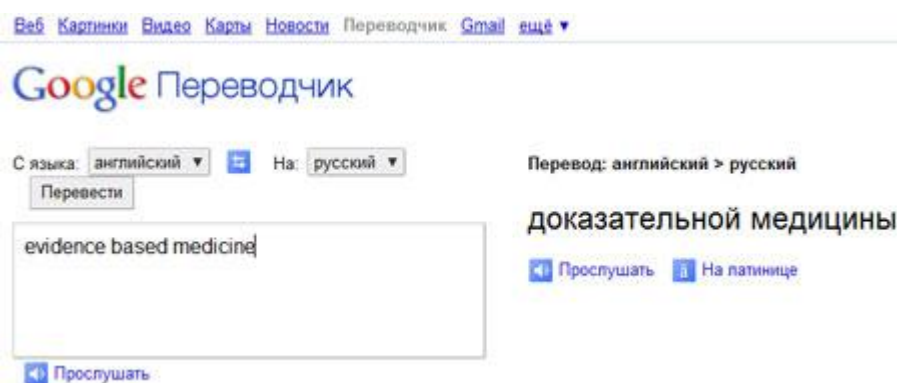 Веб Картинки Видео Карты Новости Переводчик Gmail ещё ▼
Google Переводчик
С языка: английский ▼ На: русский ▼
Перевести
evidence based medicine
Прослушать
Перевод: английский > русский
доказательной медицины
Прослушать ä На латинице